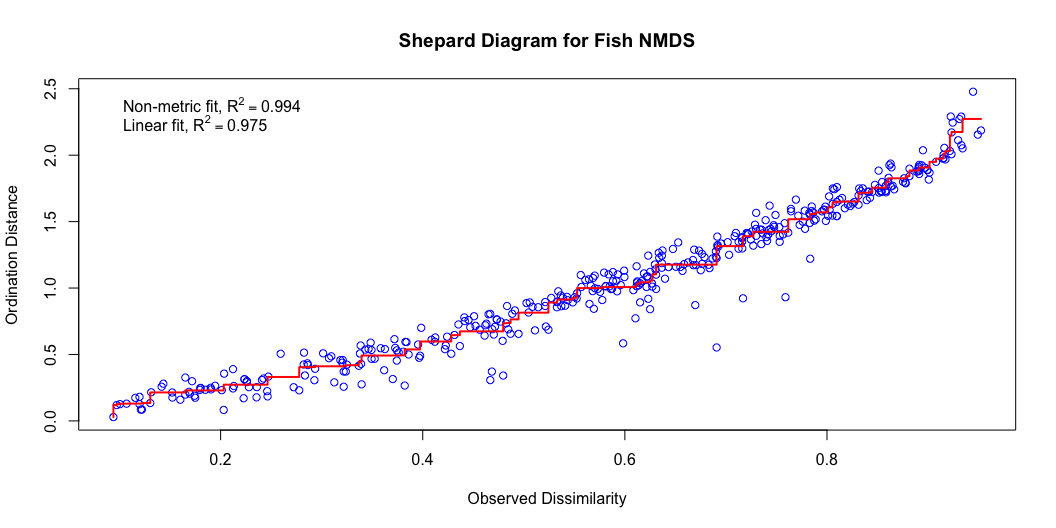 Shepard Diagram for Fish NMDS
Non-metric fit, R² = 0.994
Linear fit, R² = 0.975
2.5
2.0
1.5
1.0
0.5
0.0
Ordination Distance
0.2 0.4 0.6 0.8
Observed Dissimilarity